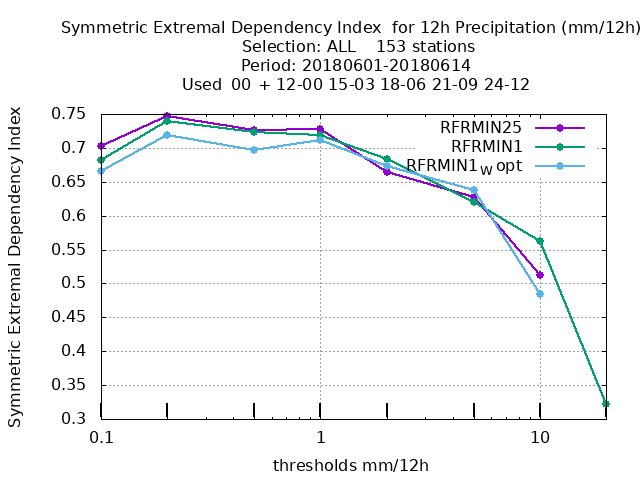 Symmetric Extremal Dependency Index  for 12h Precipitation (mm/12h)
Selection: ALL    153 stations
Period: 20180601-20180614
Used  00 + 12-00 15-03 18-06 21-09 24-12
Symmetric Extremal Dependency Index
0.75
0.7
0.65
0.6
0.55
0.5
0.45
0.4
0.35
0.3
RFRMIN25
RFRMIN1
RFRMIN1W opt
0.1
1
10
thresholds mm/12h